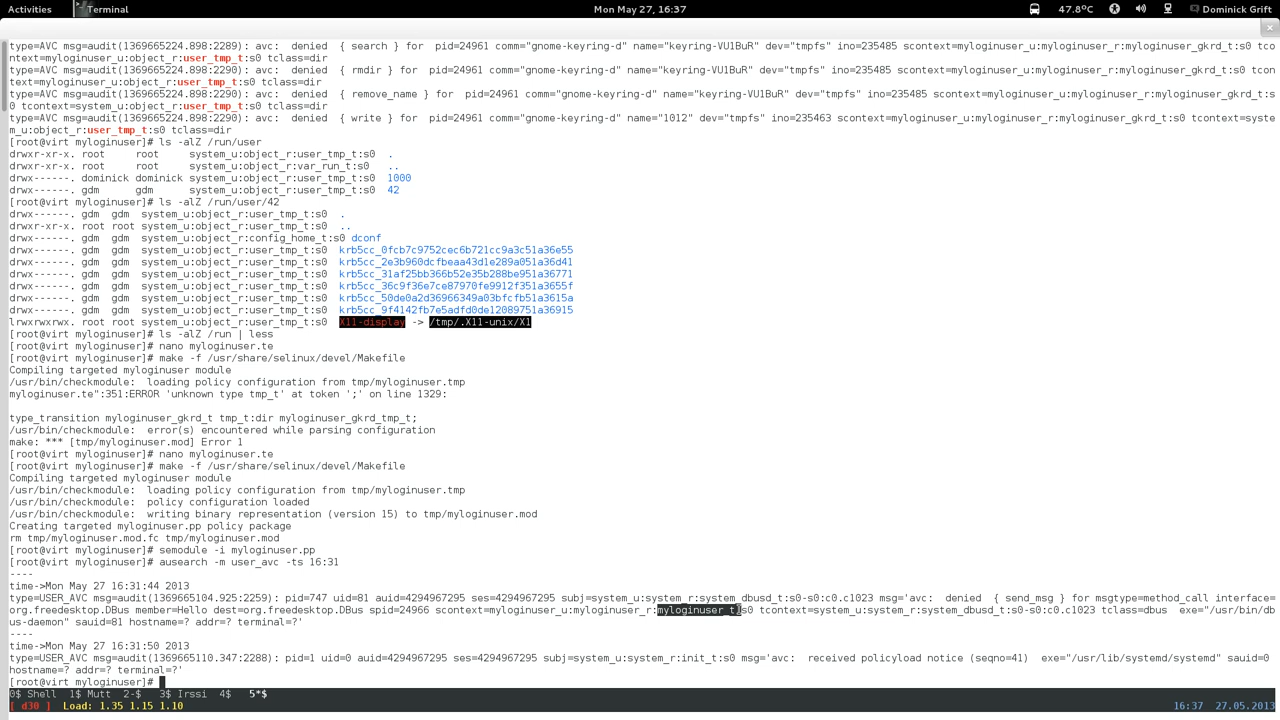 Activities Terminal Mon May 27, 16:37 47.8°C Dominick Grift
type=AVC msg=audit(1369665224.898:2289): avc:  denied  { search } for  pid=24961 comm="gnome-keyring-d" name="keyring-VU1BuR" dev="tmpfs" ino=235485 scontext=myloginuser_u:myloginuser_r:myloginuser_gkrd_t:s0 tco
ntext=myloginuser_u:object_r:user_tmp_t:s0 tclass=dir
type=AVC msg=audit(1369665224.898:2290): avc:  denied  { rmdir } for  pid=24961 comm="gnome-keyring-d" name="keyring-VU1BuR" dev="tmpfs" ino=235485 scontext=myloginuser_u:myloginuser_r:myloginuser_gkrd_t:s0 tcon
text=myloginuser_u:object_r:user_tmp_t:s0 tclass=dir
type=AVC msg=audit(1369665224.898:2290): avc:  denied  { remove_name } for  pid=24961 comm="gnome-keyring-d" name="keyring-VU1BuR" dev="tmpfs" ino=235485 scontext=myloginuser_u:myloginuser_r:myloginuser_gkrd_t:s
0 tcontext=system_u:object_r:user_tmp_t:s0 tclass=dir
type=AVC msg=audit(1369665224.898:2290): avc:  denied  { write } for  pid=24961 comm="gnome-keyring-d" name="1012" dev="tmpfs" ino=235463 scontext=myloginuser_u:myloginuser_r:myloginuser_gkrd_t:s0 tcontext=syste
m_u:object_r:user_tmp_t:s0 tclass=dir
[root@virt myloginuser]# ls -alZ /run/user
drwxr-xr-x. root     root     system_u:object_r:user_tmp_t:s0  .
drwxr-xr-x. root     root     system_u:object_r:var_run_t:s0   ..
drwx------. dominick dominick system_u:object_r:user_tmp_t:s0  1000
drwx------. gdm      gdm      system_u:object_r:user_tmp_t:s0  42
[root@virt myloginuser]# ls -alZ /run/user/42
drwx------. gdm  gdm  system_u:object_r:user_tmp_t:s0  .
drwxr-xr-x. root root system_u:object_r:user_tmp_t:s0  ..
drwx------. gdm  gdm  system_u:object_r:config_home_t:s0 dconf
drwx------. gdm  gdm  system_u:object_r:user_tmp_t:s0  krb5cc_0fcb7c9752cec6b721cc9a3c51a36e55
drwx------. gdm  gdm  system_u:object_r:user_tmp_t:s0  krb5cc_2e3b960dcfbeaa43d1e289a051a36d41
drwx------. gdm  gdm  system_u:object_r:user_tmp_t:s0  krb5cc_31af25bb366b52e35b288be951a36771
drwx------. gdm  gdm  system_u:object_r:user_tmp_t:s0  krb5cc_36c9f36e7ce87970fe9912f351a3655f
drwx------. gdm  gdm  system_u:object_r:user_tmp_t:s0  krb5cc_50de0a2d36966349a03bfcfb51a3615a
drwx------. gdm  gdm  system_u:object_r:user_tmp_t:s0  krb5cc_9f4142fb7e5adfd0de12089751a36915
lrwxrwxrwx. root root system_u:object_r:user_tmp_t:s0  X11-display -> /tmp/.X11-unix/X1
[root@virt myloginuser]# ls -alZ /run | less
[root@virt myloginuser]# nano myloginuser.te
[root@virt myloginuser]# make -f /usr/share/selinux/devel/Makefile
Compiling targeted myloginuser module
/usr/bin/checkmodule:  loading policy configuration from tmp/myloginuser.tmp
myloginuser.te":351:ERROR 'unknown type tmp_t' at token ';' on line 1329:
type_transition myloginuser_gkrd_t tmp_t:dir myloginuser_gkrd_tmp_t;
/usr/bin/checkmodule:  error(s) encountered while parsing configuration
make: *** [tmp/myloginuser.mod] Error 1
[root@virt myloginuser]# nano myloginuser.te
[root@virt myloginuser]# make -f /usr/share/selinux/devel/Makefile
Compiling targeted myloginuser module
/usr/bin/checkmodule:  loading policy configuration from tmp/myloginuser.tmp
/usr/bin/checkmodule:  policy configuration loaded
/usr/bin/checkmodule:  writing binary representation (version 15) to tmp/myloginuser.mod
Creating targeted myloginuser.pp policy package
rm tmp/myloginuser.mod.fc tmp/myloginuser.mod
[root@virt myloginuser]# semodule -i myloginuser.pp
[root@virt myloginuser]# ausearch -m user_avc -ts 16:31
----
time->Mon May 27 16:31:44 2013
type=USER_AVC msg=audit(1369665104.925:2259): pid=747 uid=81 auid=4294967295 ses=4294967295 subj=system_u:system_r:system_dbusd_t:s0-s0:c0.c1023 msg='avc:  denied  { send_msg } for msgtype=method_call interface=
org.freedesktop.DBus member=Hello dest=org.freedesktop.DBus spid=24966 scontext=myloginuser_u:myloginuser_r:myloginuser_t:s0 tcontext=system_u:system_r:system_dbusd_t:s0-s0:c0.c1023 tclass=dbus  exe="/usr/bin/db
us-daemon" sauid=81 hostname=? addr=? terminal=?'
----
time->Mon May 27 16:31:50 2013
type=USER_AVC msg=audit(1369665110.347:2288): pid=1 uid=0 auid=4294967295 ses=4294967295 subj=system_u:system_r:init_t:s0 msg='avc:  received policyload notice (seqno=41)  exe="/usr/lib/systemd/systemd" sauid=0
hostname=? addr=? terminal=?'
[root@virt myloginuser]#
0$ Shell  1$ Mutt  2-$  3$ Irssi  4$  5*$
[ d30 ]  Load: 1.35 1.15 1.10 16:37  27.05.2013